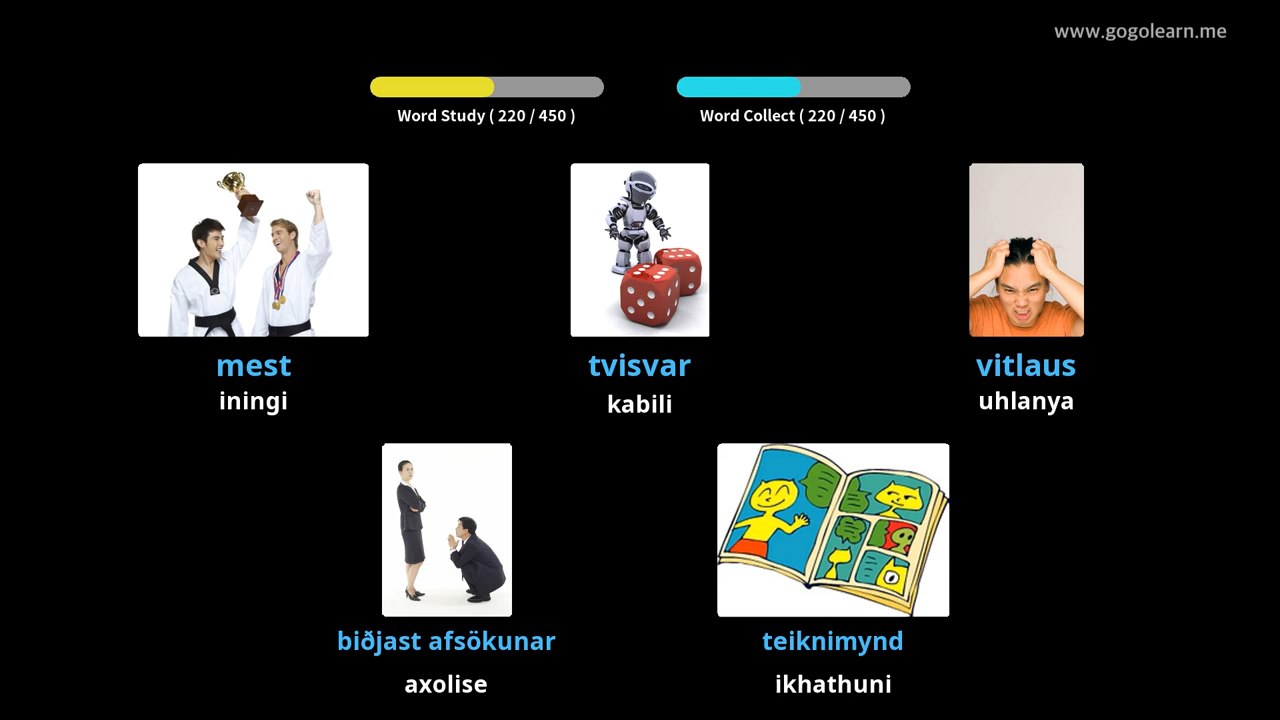 www.gogolearn.me
Word Study ( 220 / 450 )
Word Collect ( 220 / 450 )
mest
iningi
tvisvar
kabili
vitlaus
uhlanya
biðjast afsökunar
axolise
teiknimynd
ikhathuni